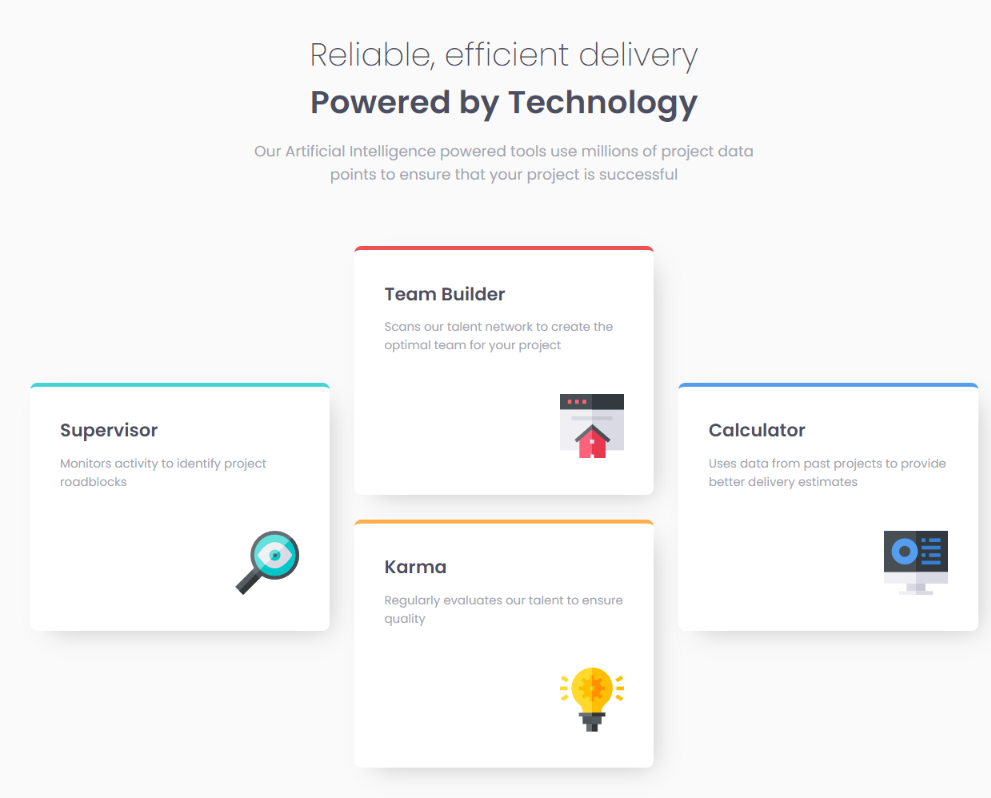 Reliable, efficient delivery
Powered by Technology
Our Artificial Intelligence powered tools use millions of project data
points to ensure that your project is successful
Team Builder
Scans our talent network to create the
optimal team for your project
Supervisor
Monitors activity to identify project
roadblocks
Calculator
Uses data from past projects to provide
better delivery estimates
Karma
Regularly evaluates our talent to ensure
quality